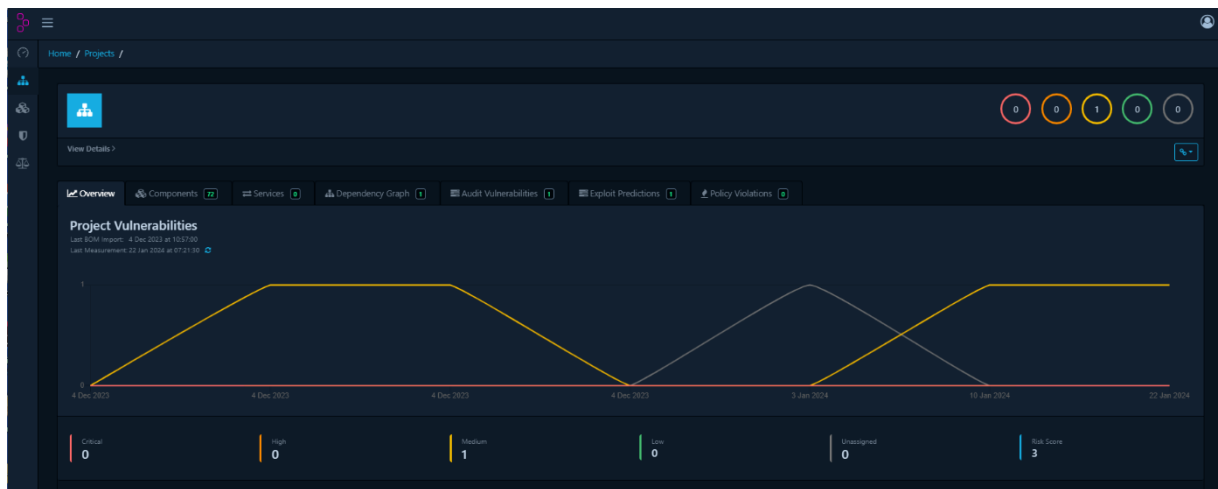 Home / Projects /
0 0 1 0 0
View Details >
Overview Components 72 Services 0 Dependency Graph 1 Audit Vulnerabilities 1 Exploit Predictions 1 Policy Violations 0
Project Vulnerabilities
Last BOM Import: 4 Dec 2023 at 10:57:00
Last Measurement: 22 Jan 2024 at 07:21:30
1
0
4 Dec 2023 4 Dec 2023 4 Dec 2023 4 Dec 2023 3 Jan 2024 10 Jan 2024 22 Jan 2024
Critical High Medium Low Unassigned Risk Score
0 0 1 0 0 3